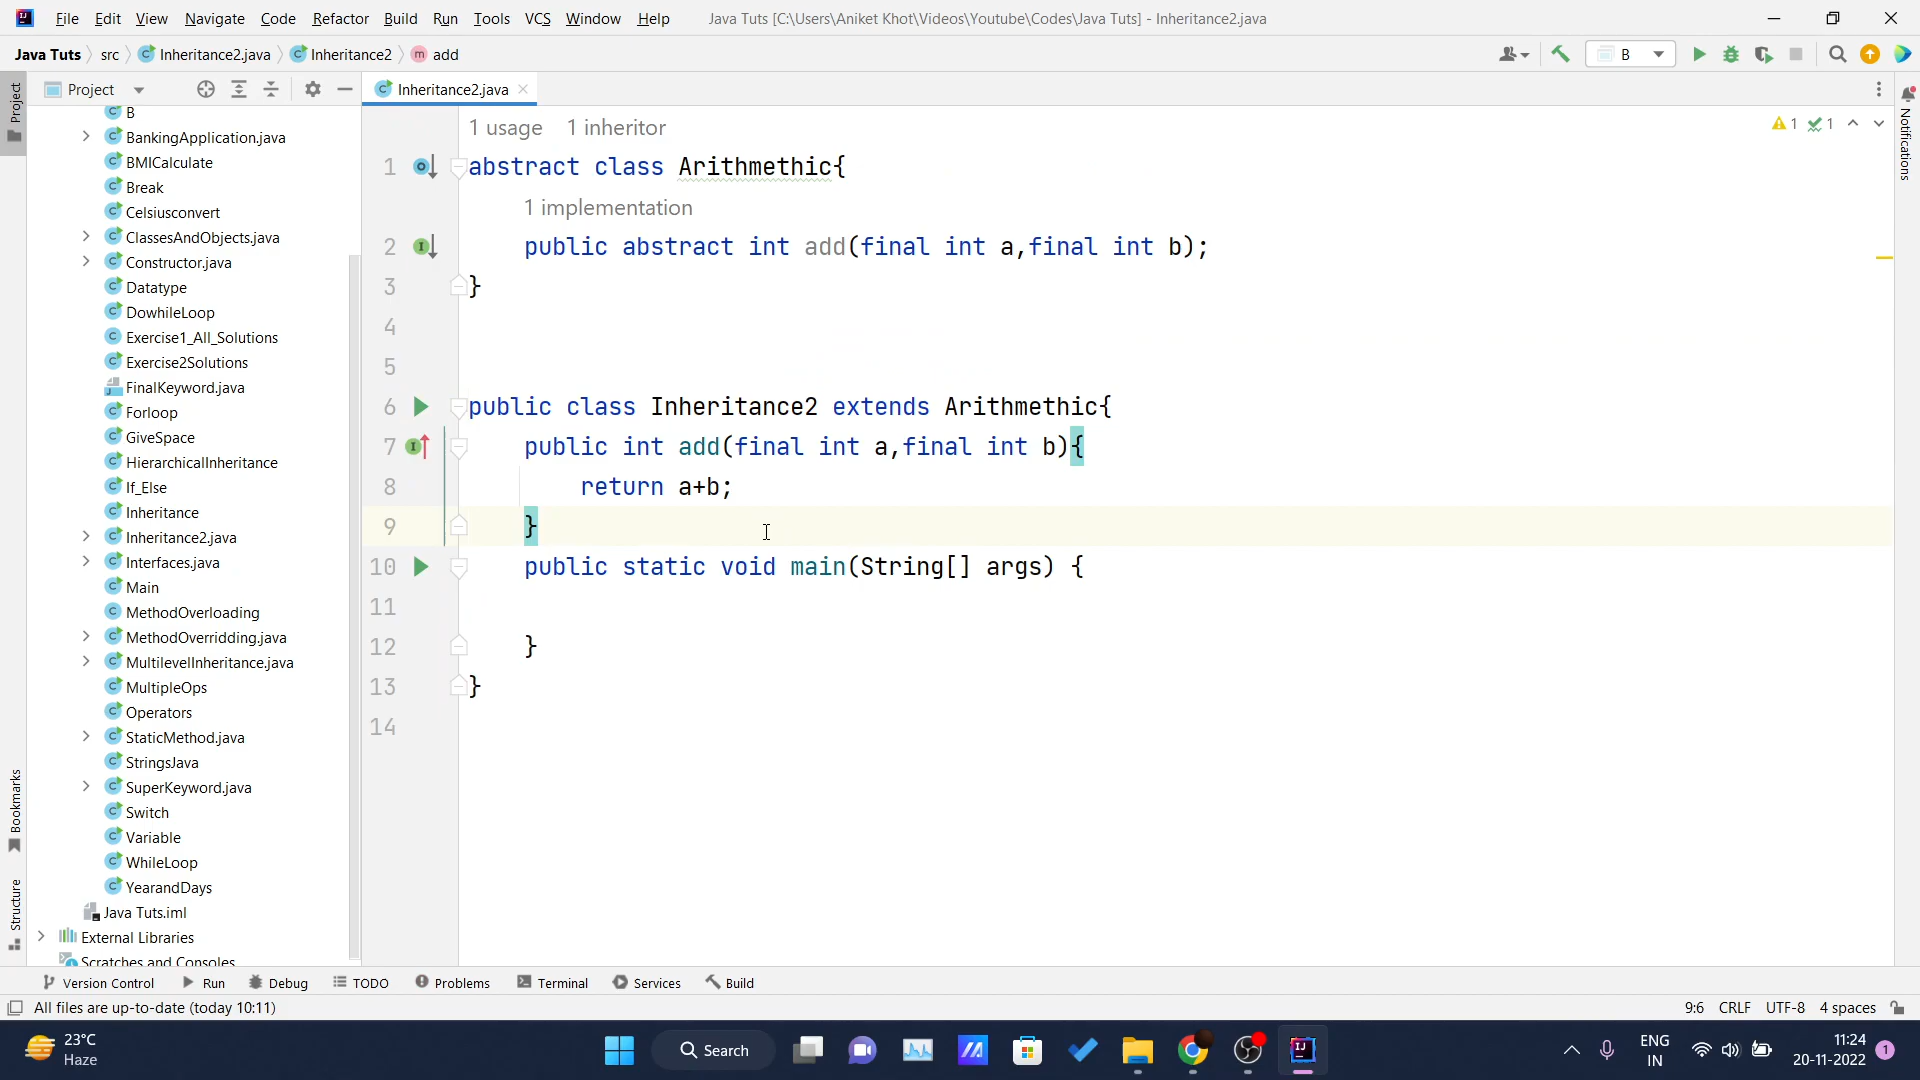 File Edit View Navigate Code Refactor Build Run Tools VCS Window Help Java Tuts [C:\Users\Aniket Khot\Videos\Youtube\Codes\Java Tuts] - Inheritance2.java
Java Tuts src Inheritance2.java Inheritance2 m add B
Project
Project
Inheritance2.java
Notifications
B
BankingApplication.java
BMICalculate
Break
Celsiusconvert
ClassesAndObjects.java
Constructor.java
Datatype
DowhileLoop
Exercise1_All_Solutions
Exercise2Solutions
FinalKeyword.java
Forloop
GiveSpace
HierarchicalInheritance
If_Else
Inheritance
Inheritance2.java
Interfaces.java
Main
MethodOverloading
MethodOverridding.java
MultilevelInheritance.java
MultipleOps
Operators
StaticMethod.java
StringsJava
SuperKeyword.java
Switch
Variable
WhileLoop
YearandDays
Java Tuts.iml
External Libraries
Scratches and Consoles
Bookmarks
Structure
1 usage 1 inheritor
1 1
1 abstract class Arithmethic{
1 implementation
2 public abstract int add(final int a,final int b);
3 }
4
5
6 public class Inheritance2 extends Arithmethic{
7 public int add(final int a,final int b){
8 return a+b;
9 }
10 public static void main(String[] args) {
11
12 }
13 }
14
Version Control Run Debug TODO Problems Terminal Services Build
All files are up-to-date (today 10:11) 9:6 CRLF UTF-8 4 spaces
23°C
Haze
Search
ENG
IN
11:24
20-11-2022
1